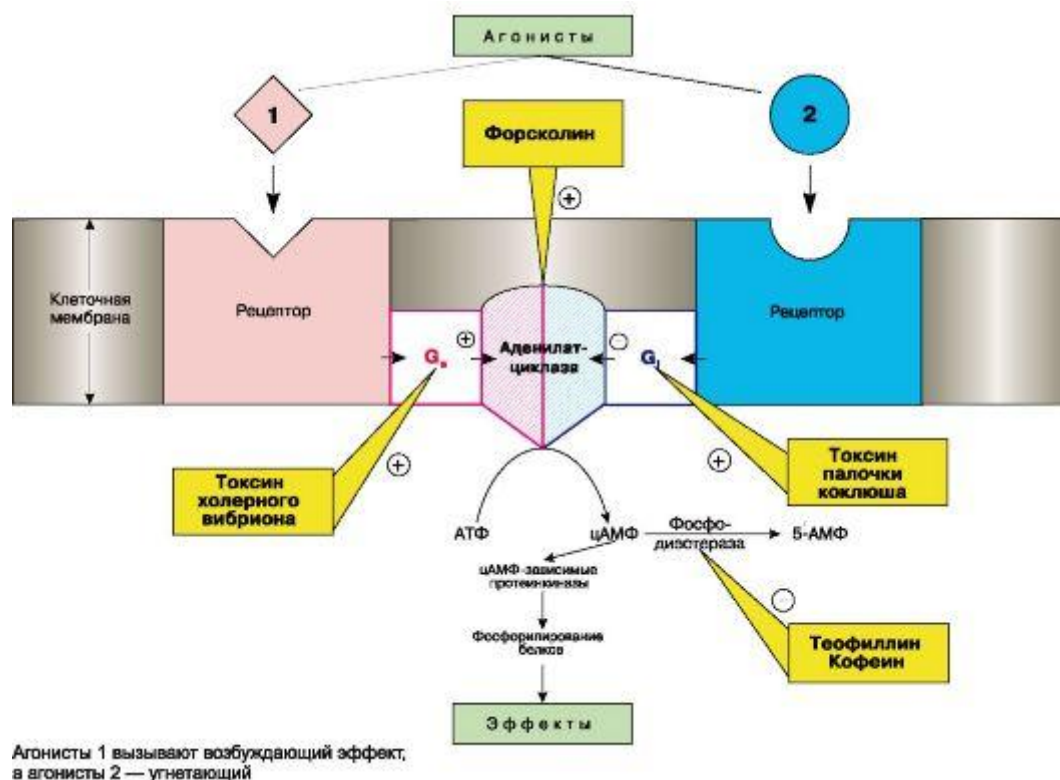 Агонисты
1
2
Форсколин
+
Клеточная
мембрана
Рецептор
Рецептор
Gs
+
Аденилат-
циклаза
−
Gi
Токсин
холерного
вибриона
+
+
Токсин
палочки
коклюша
АТФ
цАМФ
Фосфо-
диэстераза
5-АМФ
цАМФ-зависимые
протеинкиназы
−
Фосфорилирование
белков
Теофиллин
Кофеин
Эффекты
Агонисты 1 вызывают возбуждающий эффект,
а агонисты 2 — угнетающий